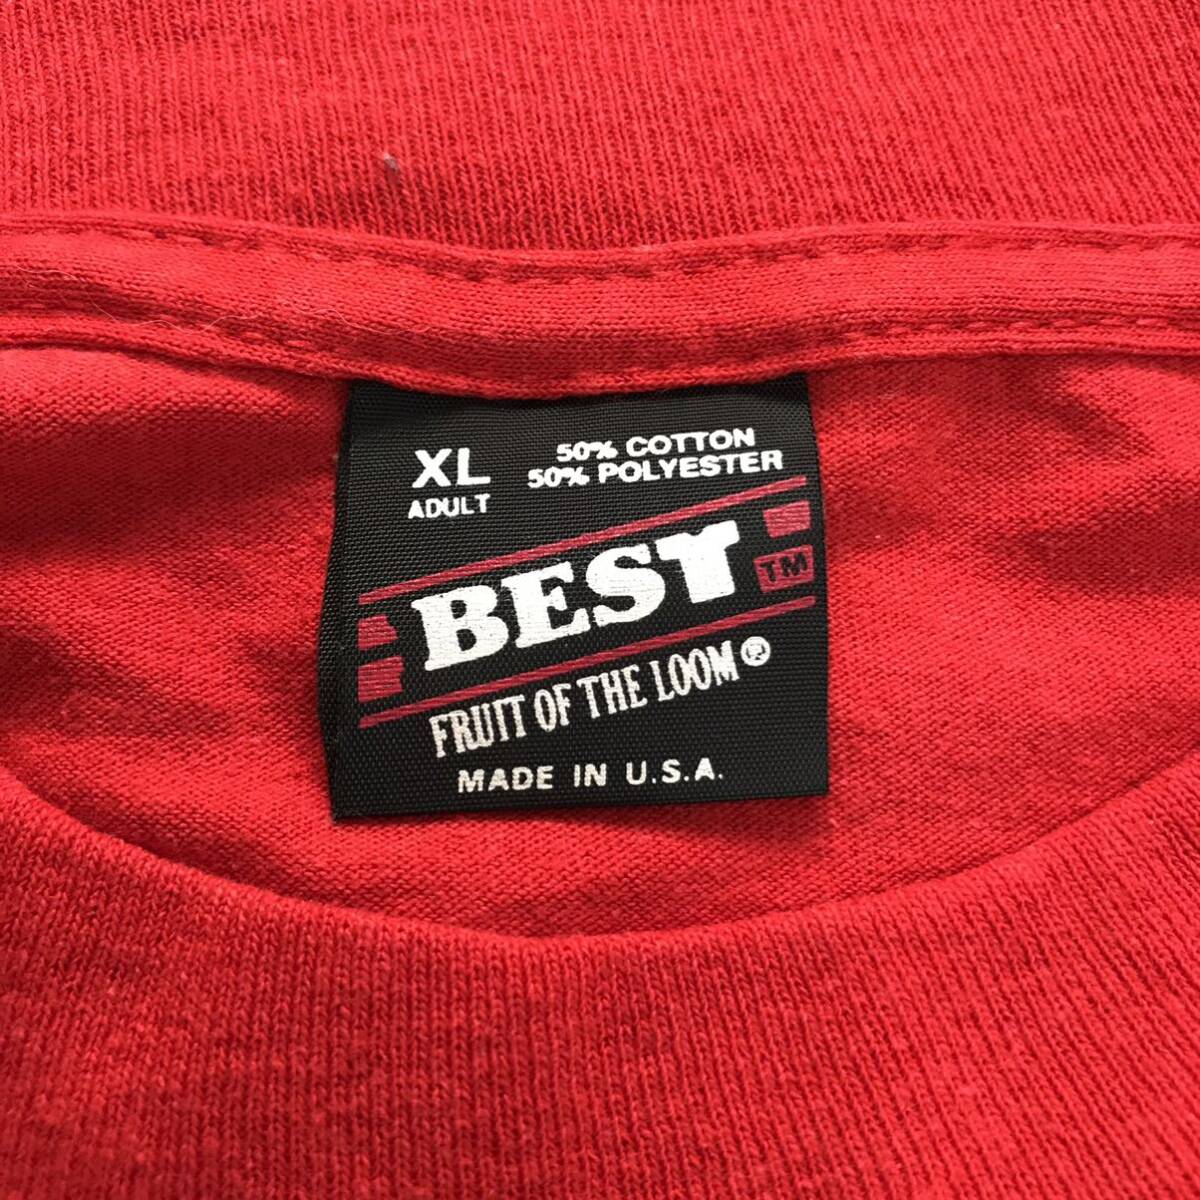 XL
ADULT
50% COTTON
50% POLYESTER
BEST
TM
FRUIT OF THE LOOM®
MADE IN U.S.A.